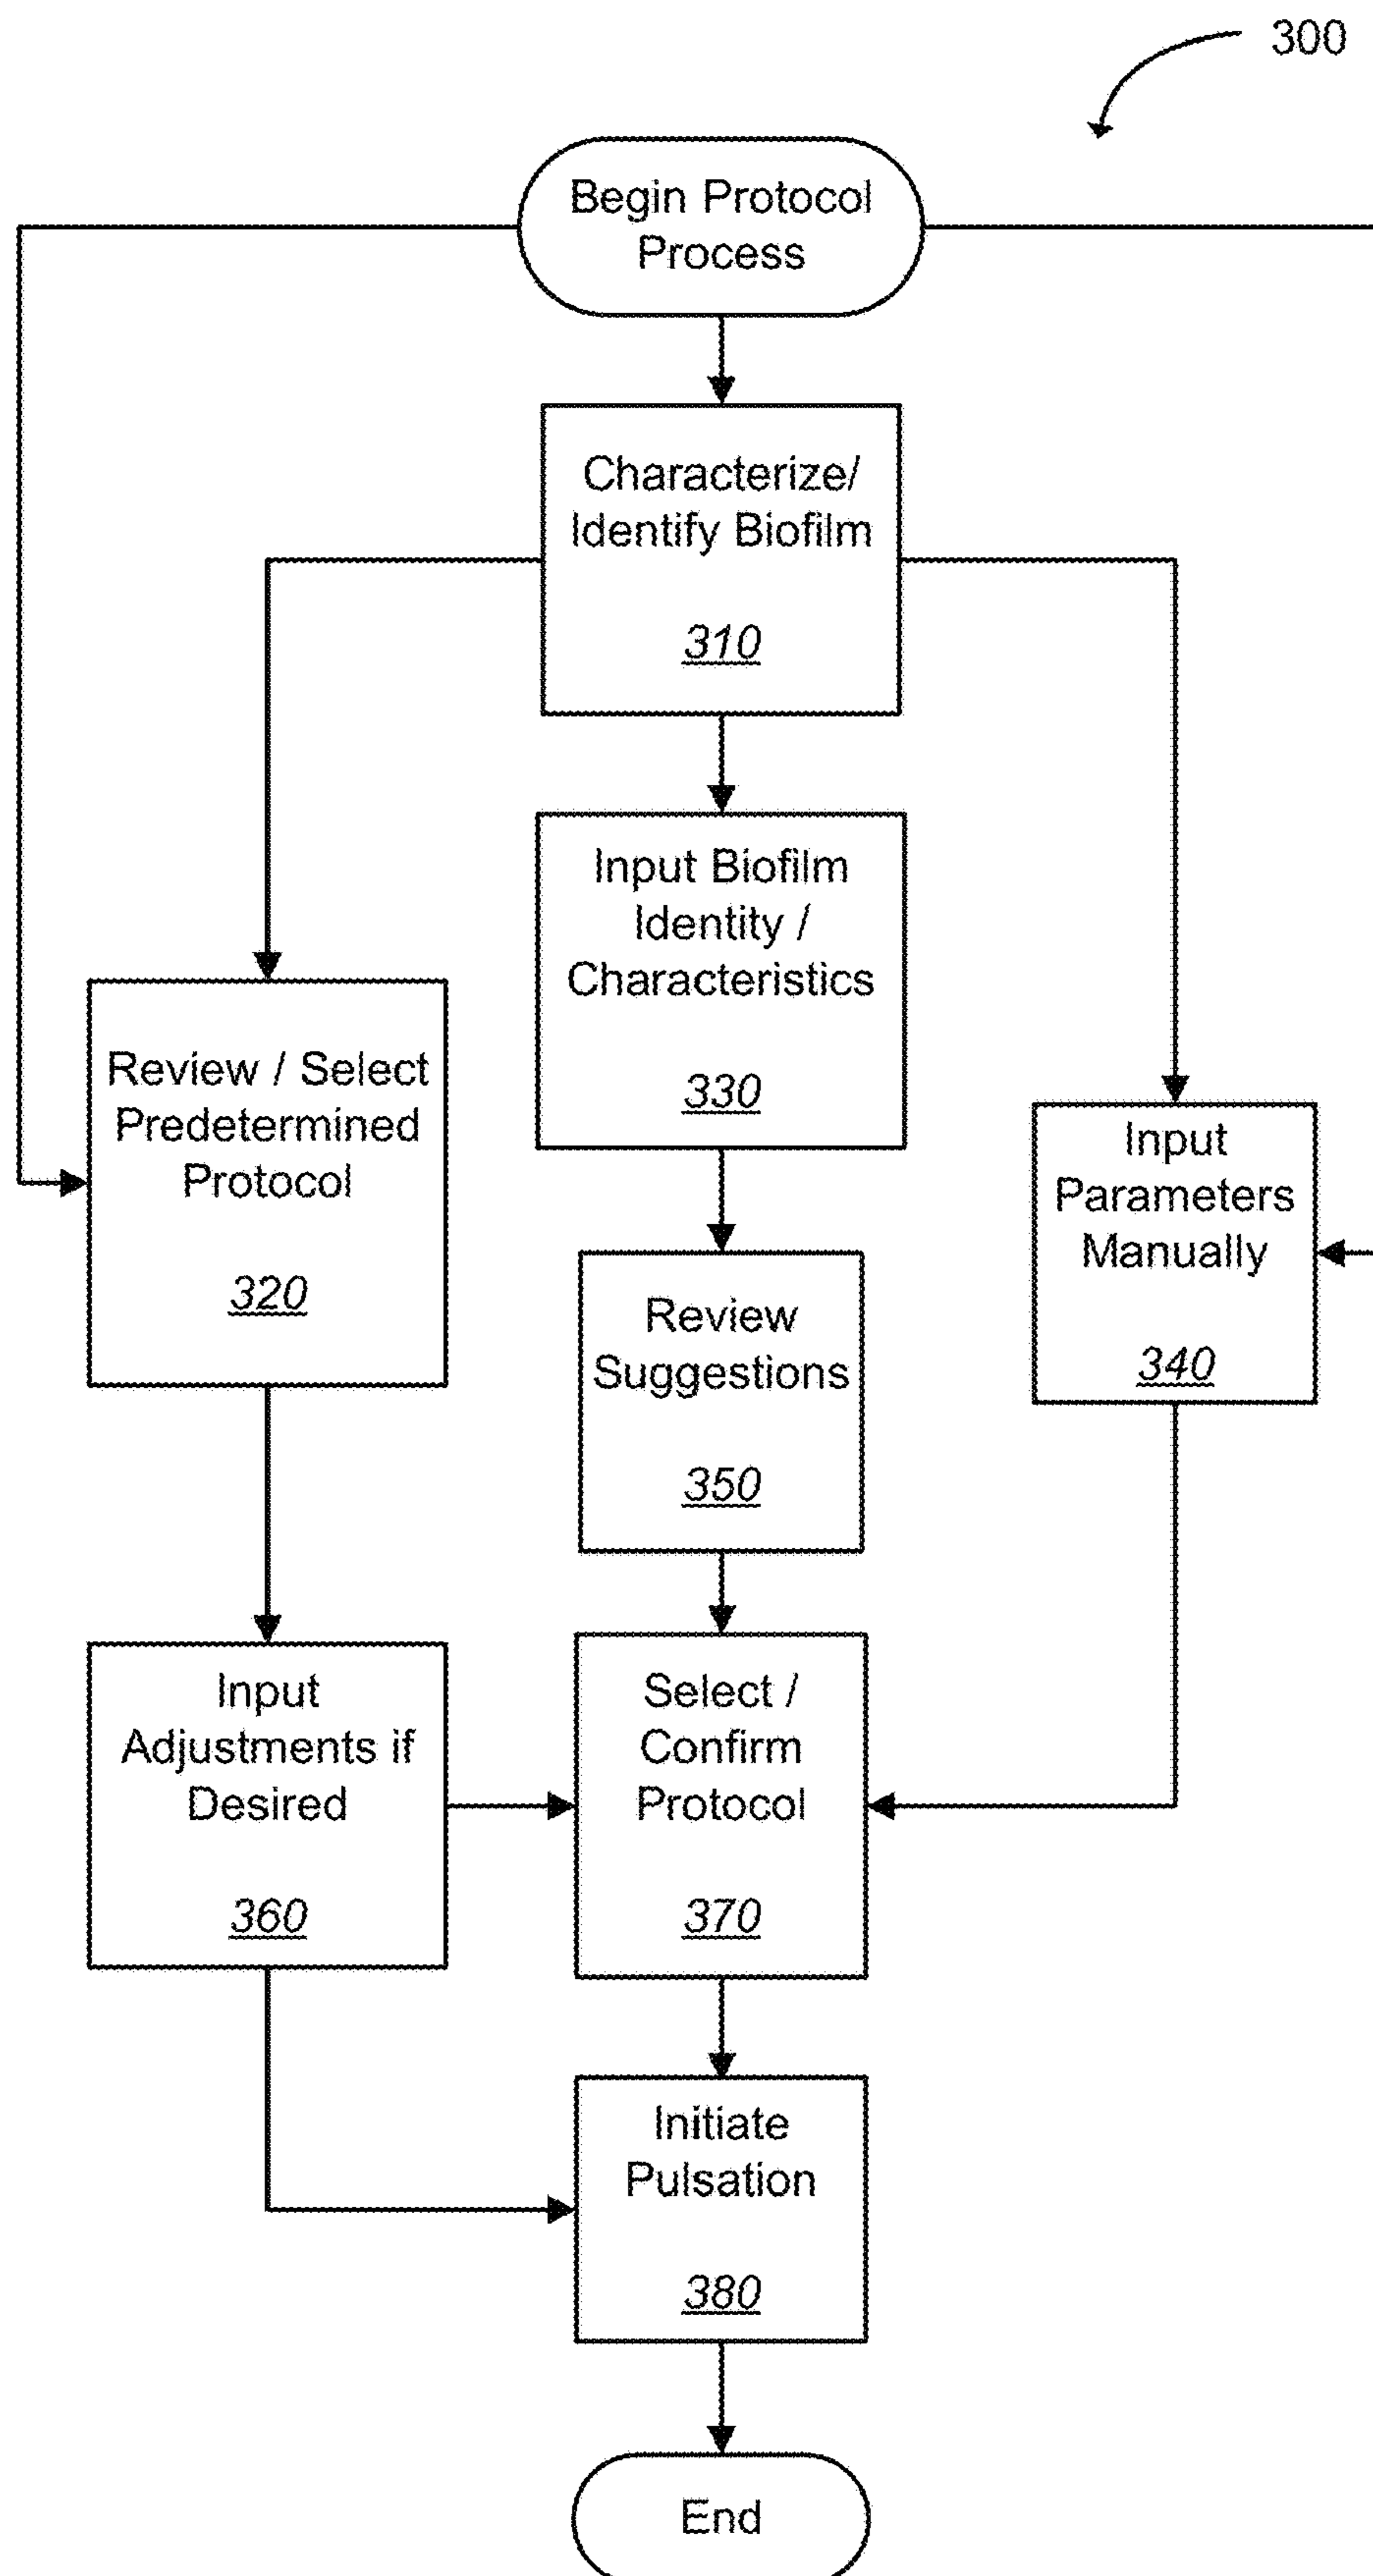 300
Begin Protocol
Process
Characterize/
Identify Biofilm
310
Input Biofilm
Identity /
Characteristics
330
Review / Select
Predetermined
Protocol
320
Input
Parameters
Manually
340
Review
Suggestions
350
Input
Adjustments if
Desired
360
Select /
Confirm
Protocol
370
Initiate
Pulsation
380
End